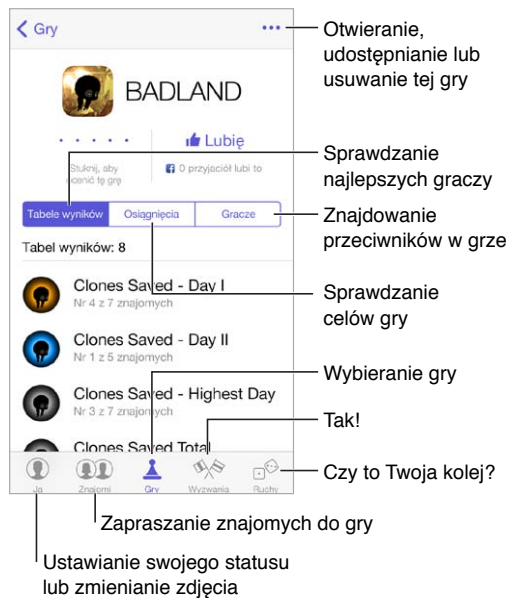 Gry
BADLAND
Lubię
Stuknij, aby
ocenić tę grę
0 przyjaciół lubi to
Tabele wyników
Osiągnięcia
Gracze
Tabel wyników: 8
Clones Saved - Day I
Nr 4 z 7 znajomych
Clones Saved - Day II
Nr 1 z 5 znajomych
Clones Saved - Highest Day
Nr 3 z 7 znajomych
Clones Saved Total
Ja
Znajomi
Gry
Wyzwania
Ruchy
Otwieranie,
udostępnianie lub
usuwanie tej gry
Sprawdzanie
najlepszych graczy
Znajdowanie
przeciwników w grze
Sprawdzanie
celów gry
Wybieranie gry
Tak!
Czy to Twoja kolej?
Zapraszanie znajomych do gry
Ustawianie swojego statusu
lub zmienianie zdjęcia